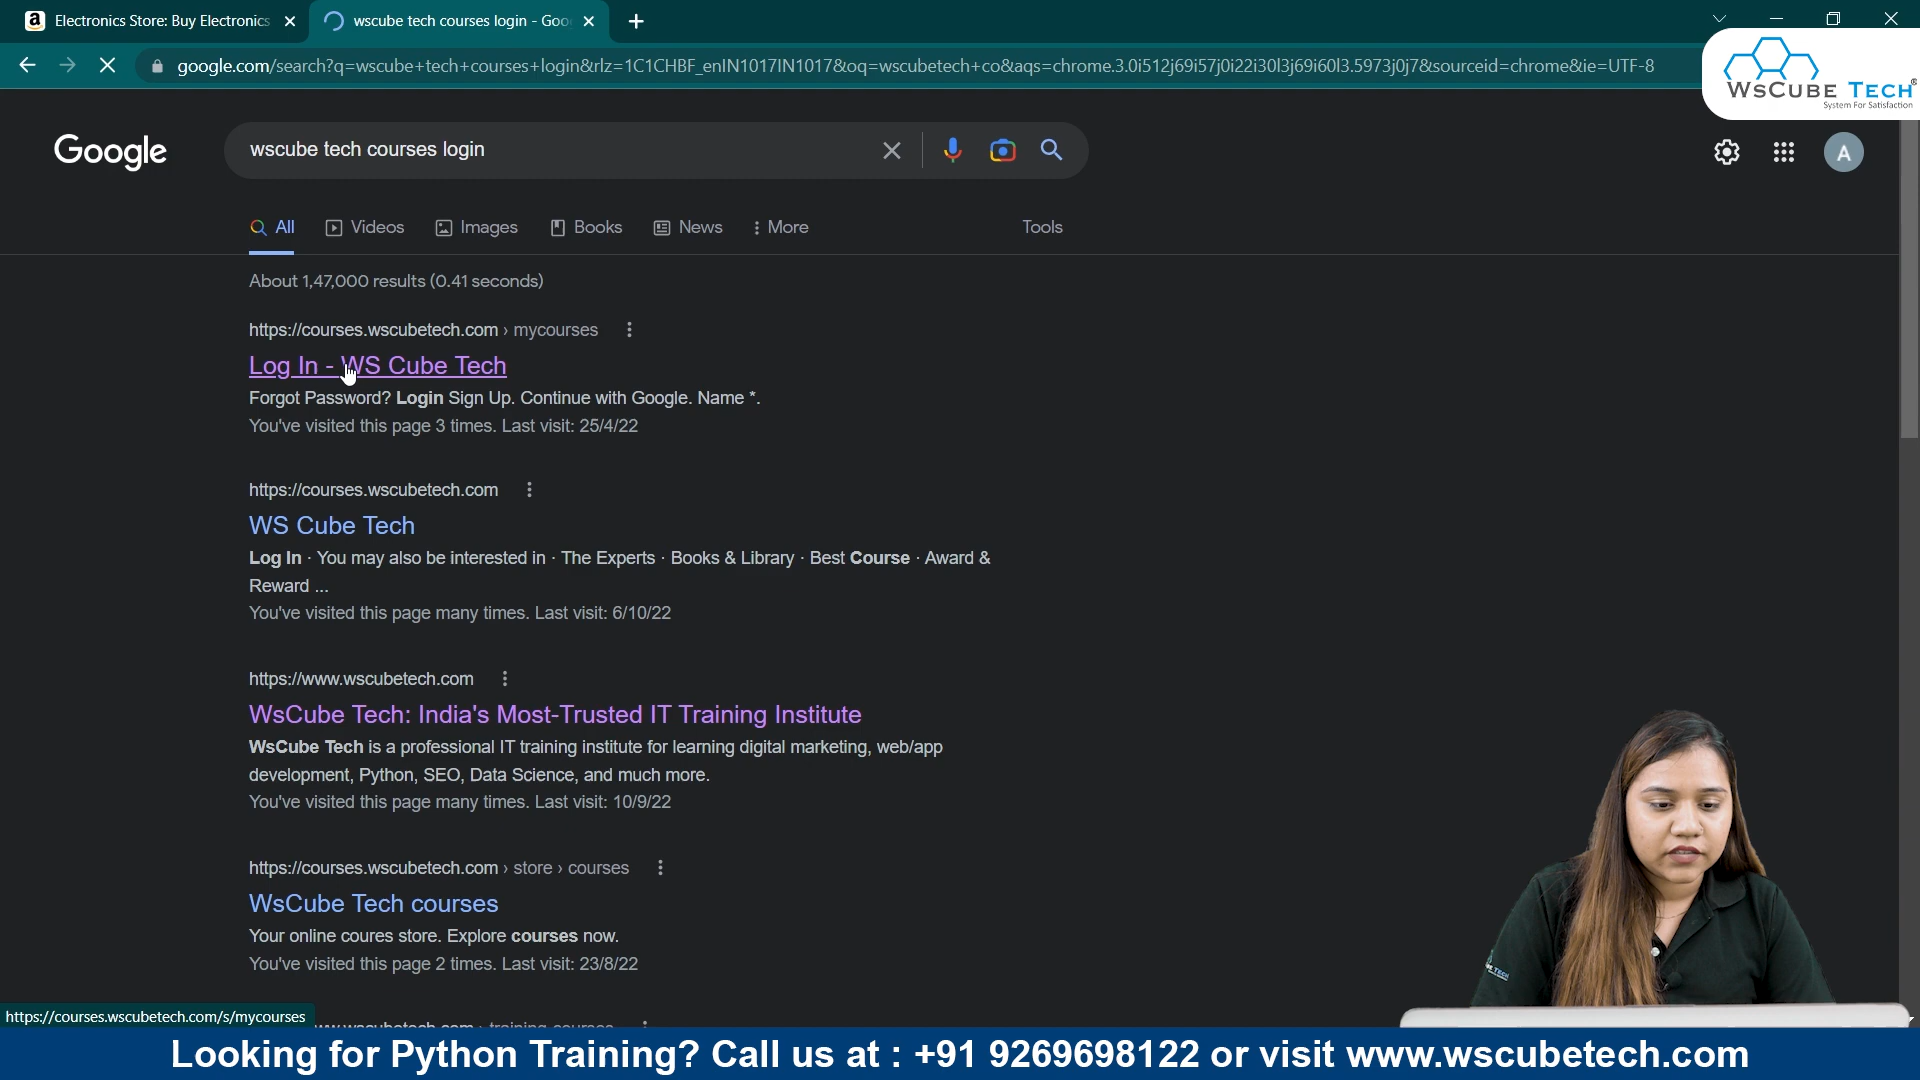 Electronics Store: Buy Electronics
wscube tech courses login - Goo
google.com/search?q=wscube+tech+courses+login&rlz=1C1CHBF_enIN1017IN1017&oq=wscubetech+co&aqs=chrome.3.0i512j69i57j0i22i30l3j69i60l3.5973j0j7&sourceid=chrome&ie=UTF-8
WsCube Tech®
System For Satisfaction
Google
wscube tech courses login
A
All
Videos
Images
Books
News
More
Tools
About 1,47,000 results (0.41 seconds)
https://courses.wscubetech.com › mycourses
Log In - WS Cube Tech
Forgot Password? Login Sign Up. Continue with Google. Name *.
You've visited this page 3 times. Last visit: 25/4/22
https://courses.wscubetech.com
WS Cube Tech
Log In · You may also be interested in · The Experts · Books & Library · Best Course · Award &
Reward ...
You've visited this page many times. Last visit: 6/10/22
https://www.wscubetech.com
WsCube Tech: India's Most-Trusted IT Training Institute
WsCube Tech is a professional IT training institute for learning digital marketing, web/app
development, Python, SEO, Data Science, and much more.
You've visited this page many times. Last visit: 10/9/22
https://courses.wscubetech.com › store › courses
WsCube Tech courses
Your online coures store. Explore courses now.
You've visited this page 2 times. Last visit: 23/8/22
https://courses.wscubetech.com/s/mycourses
Looking for Python Training? Call us at : +91 9269698122 or visit www.wscubetech.com